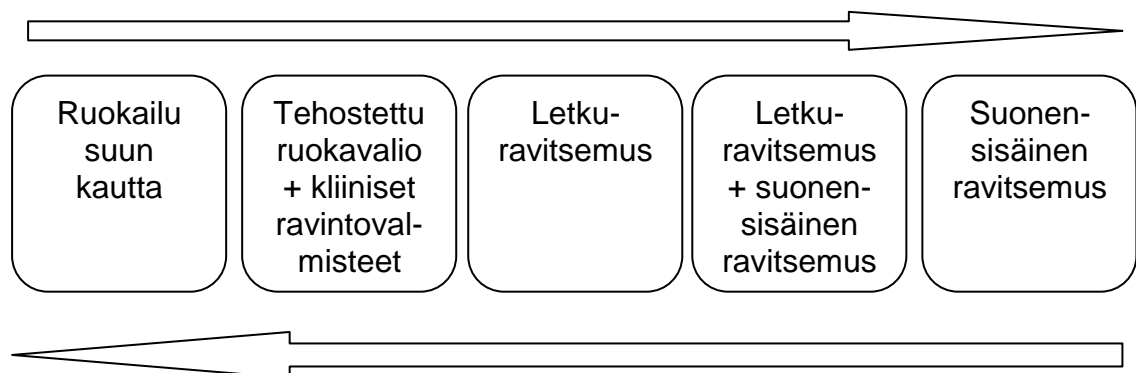 Ruokailu
suun
kautta
Tehostettu
ruokavalio
+ kliiniset
ravintoval-
misteet
Letku-
ravitsemus
Letku-
ravitsemus
+ suonen-
sisäinen
ravitsemus
Suonen-
sisäinen
ravitsemus